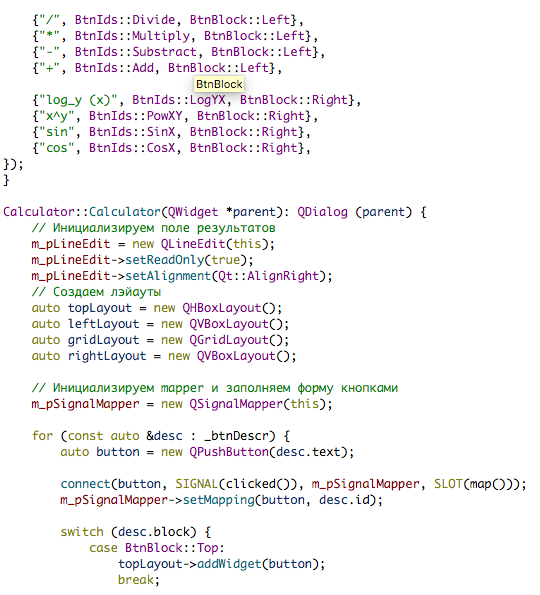 {"/", BtnIds::Divide, BtnBlock::Left},
    {"*", BtnIds::Multiply, BtnBlock::Left},
    {"-", BtnIds::Substract, BtnBlock::Left},
    {"+", BtnIds::Add, BtnBlock::Left},
BtnBlock
    {"log_y (x)", BtnIds::LogYX, BtnBlock::Right},
    {"x^y", BtnIds::PowXY, BtnBlock::Right},
    {"sin", BtnIds::SinX, BtnBlock::Right},
    {"cos", BtnIds::CosX, BtnBlock::Right},
});
}
Calculator::Calculator(QWidget *parent): QDialog (parent) {
    // Инициализируем поле результатов
    m_pLineEdit = new QLineEdit(this);
    m_pLineEdit->setReadOnly(true);
    m_pLineEdit->setAlignment(Qt::AlignRight);
    // Создаем лэйауты
    auto topLayout = new QHBoxLayout();
    auto leftLayout = new QVBoxLayout();
    auto gridLayout = new QGridLayout();
    auto rightLayout = new QVBoxLayout();
    // Инициализируем mapper и заполняем форму кнопками
    m_pSignalMapper = new QSignalMapper(this);
    for (const auto &desc : _btnDescr) {
        auto button = new QPushButton(desc.text);
        connect(button, SIGNAL(clicked()), m_pSignalMapper, SLOT(map()));
        m_pSignalMapper->setMapping(button, desc.id);
        switch (desc.block) {
            case BtnBlock::Top:
                topLayout->addWidget(button);
                break;